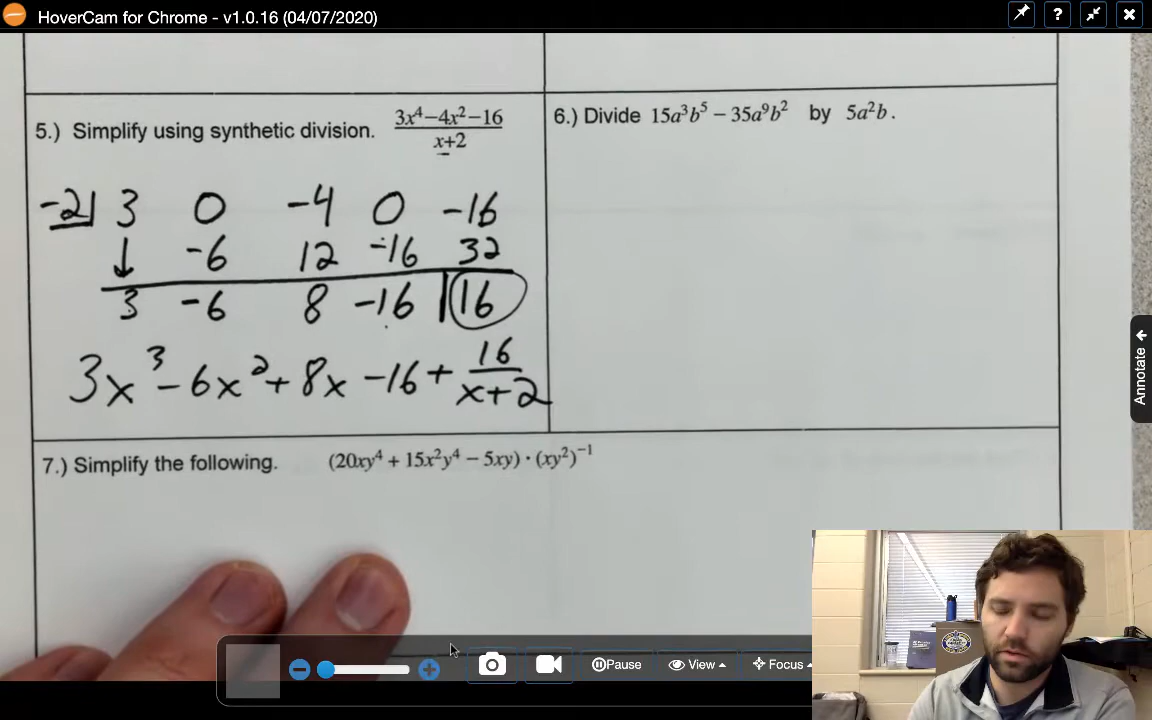 HoverCam for Chrome - v1.0.16 (04/07/2020)
5.) Simplify using synthetic division. 3x⁴−4x²−16 / x+2
6.) Divide 15a³b⁵ − 35a⁹b² by 5a²b.
-2| 3 0 -4 0 -16
↓ -6 12 -16 32
3 -6 8 -16 |16
3x³ - 6x² + 8x - 16 + 16/x+2
7.) Simplify the following. (20xy⁴ + 15x²y⁴ − 5xy) · (xy²)⁻¹
Annotate
Pause View Focus